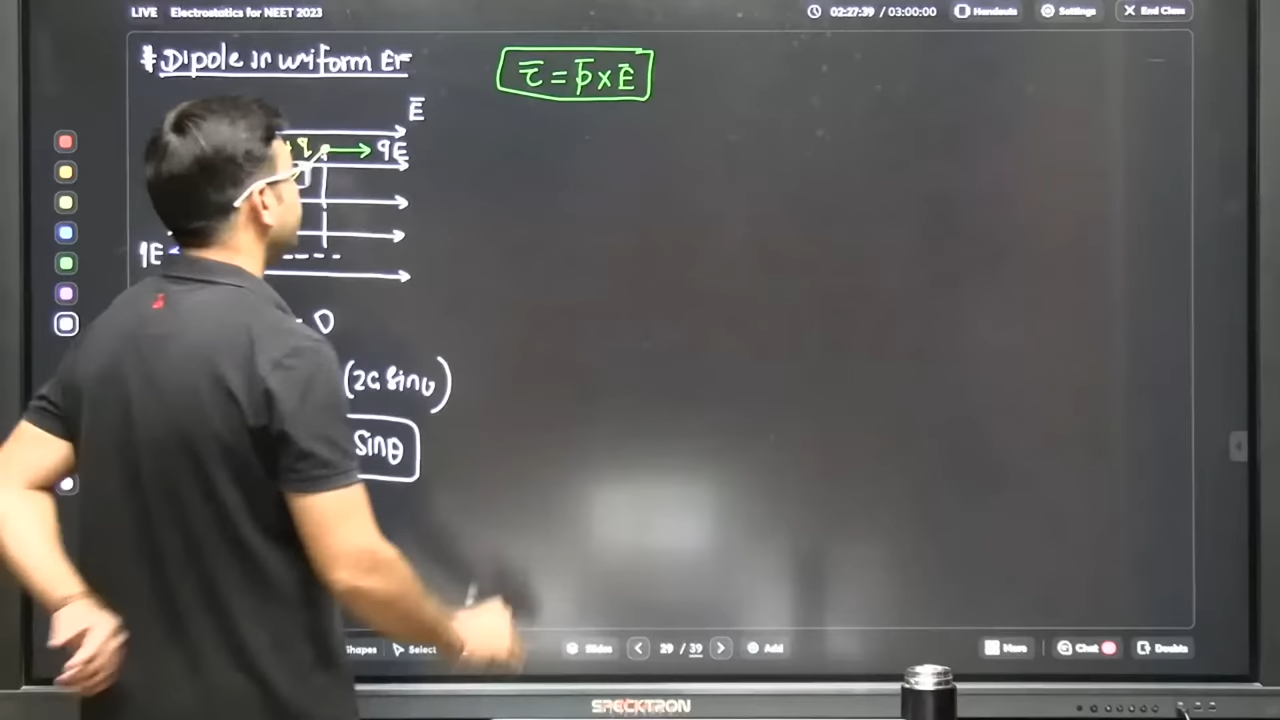 LIVE Electrostatics for NEET 2023
02:27:39 / 03:00:00 Handouts Settings End Class
# Dipole in uniform EF
τ̄ = p̄ × Ē
Ē
q qE
qE
0
(2a sinθ)
sinθ
Shapes Select Slides 29 / 39 Add More Chat Doubts
SPECKTRON